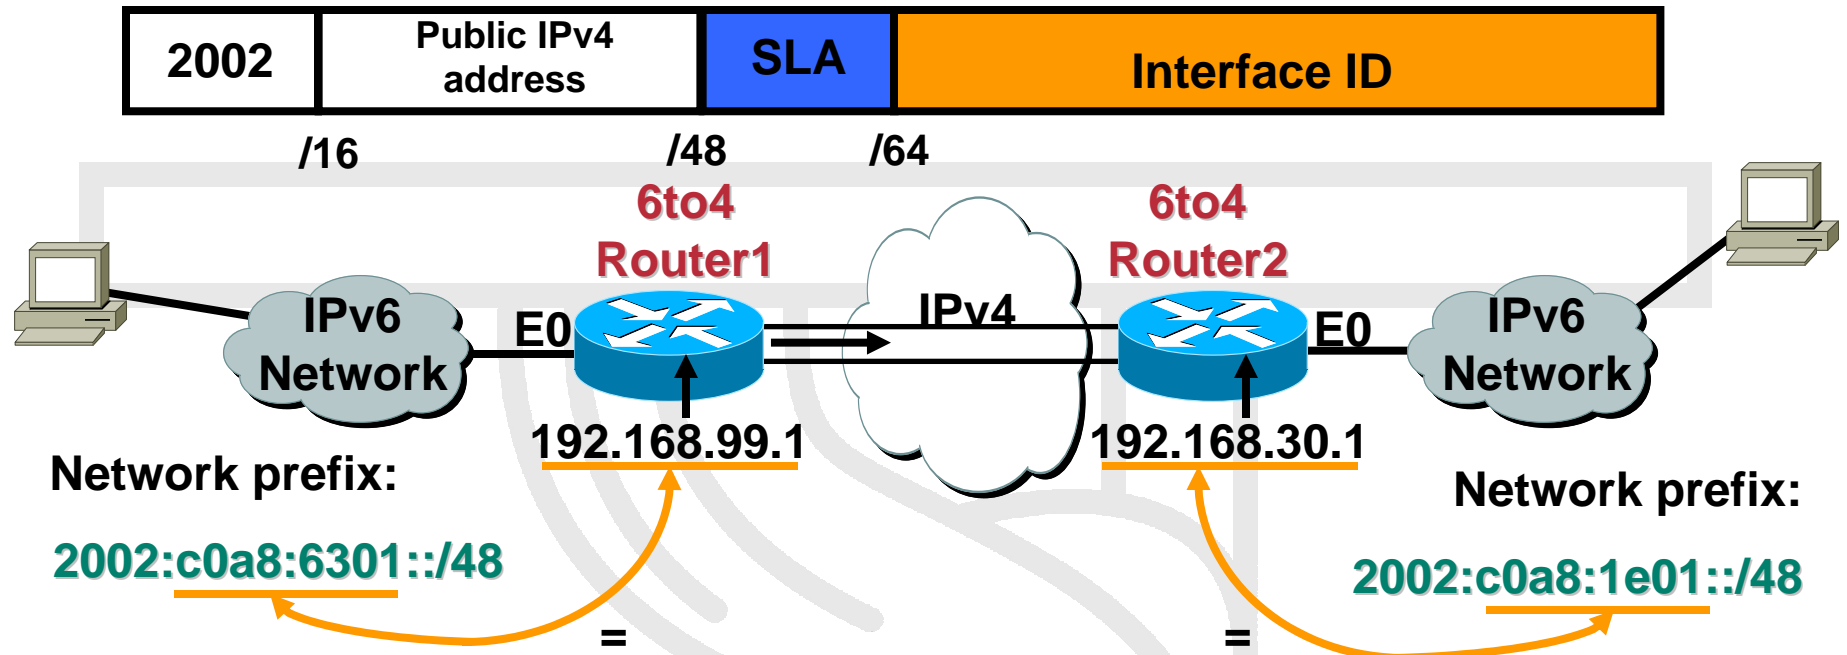 2002
Public IPv4
address
SLA
Interface ID
/16
/48
/64
6to4
Router1
6to4
Router2
IPv6
Network
E0
IPv4
E0
IPv6
Network
192.168.99.1
192.168.30.1
Network prefix:
Network prefix:
2002:c0a8:6301::/48
2002:c0a8:1e01::/48
=
=